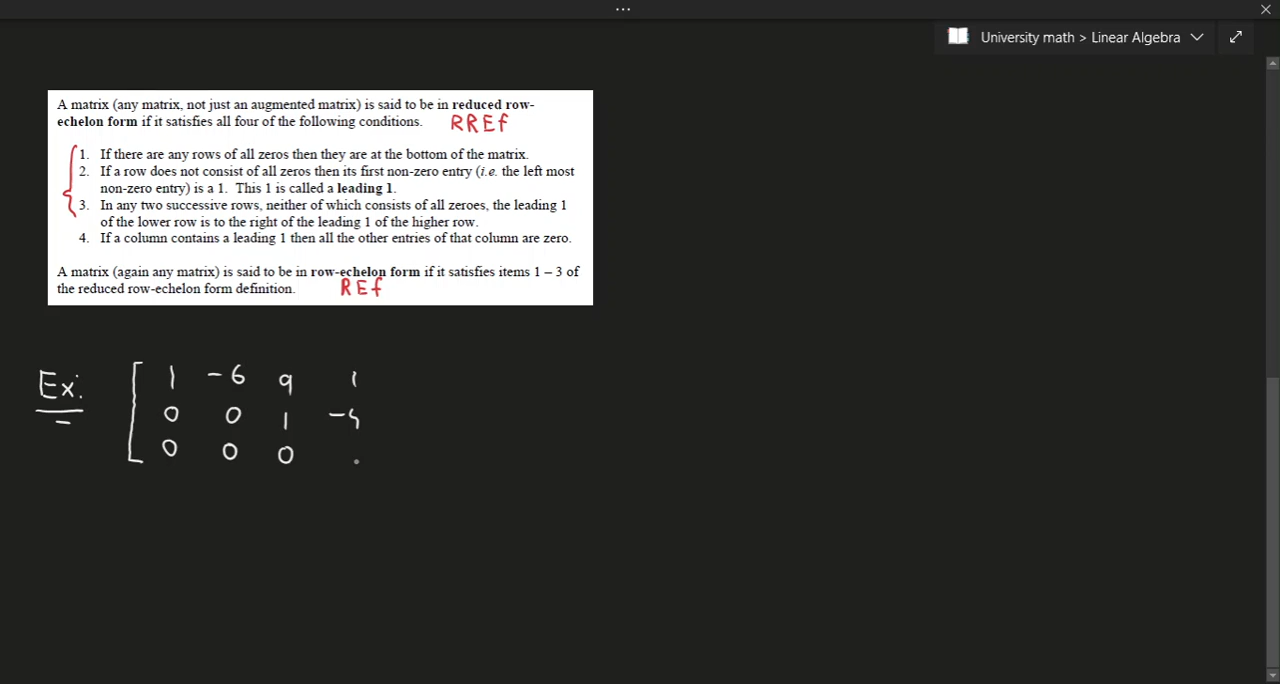 University math > Linear Algebra
A matrix (any matrix, not just an augmented matrix) is said to be in reduced row-
echelon form if it satisfies all four of the following conditions. RREf
1. If there are any rows of all zeros then they are at the bottom of the matrix.
2. If a row does not consist of all zeros then its first non-zero entry (i.e. the left most
non-zero entry) is a 1. This 1 is called a leading 1.
3. In any two successive rows, neither of which consists of all zeroes, the leading 1
of the lower row is to the right of the leading 1 of the higher row.
4. If a column contains a leading 1 then all the other entries of that column are zero.
A matrix (again any matrix) is said to be in row-echelon form if it satisfies items 1 – 3 of
the reduced row-echelon form definition. REf
Ex:
1 -6 9 1
0 0 1
0 0 0